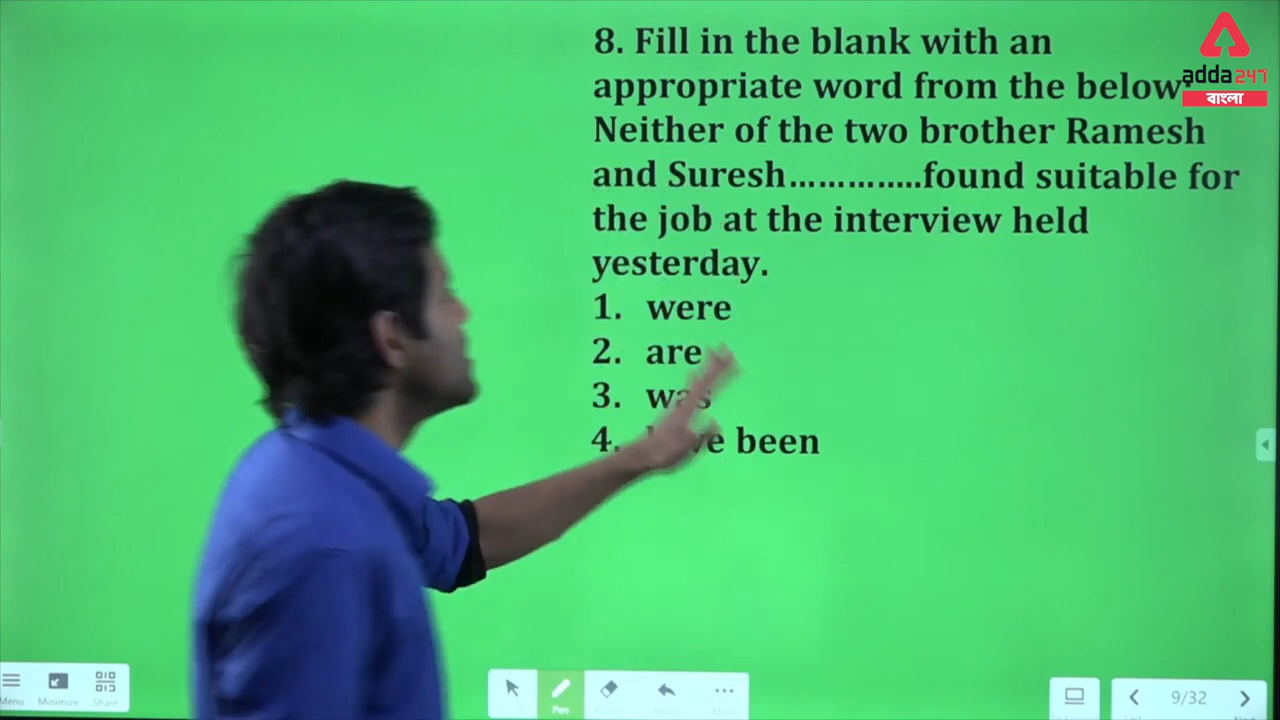 8. Fill in the blank with an
appropriate word from the below
Neither of the two brother Ramesh
and Suresh…………..found suitable for
the job at the interview held
yesterday.
1. were
2. are
3. was
4. have been
adda247
বাংলা
Menu
Minimize
Share
Pen
9/32